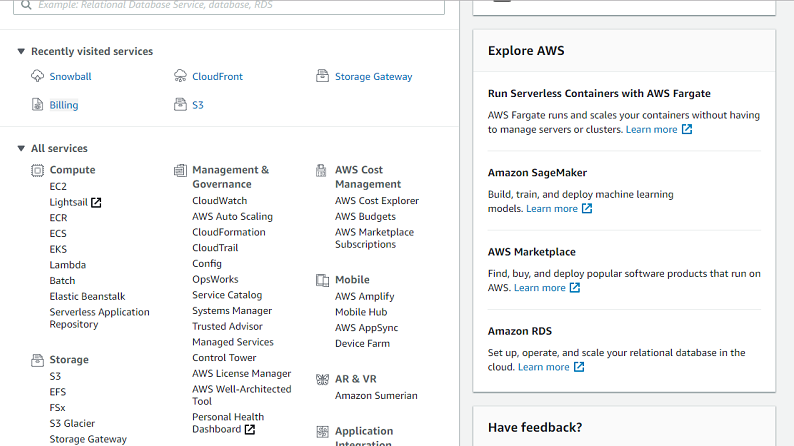 Example: Relational Database Service, database, RDS
Recently visited services
Snowball
CloudFront
Storage Gateway
Billing
S3
All services
Compute
EC2
Lightsail
ECR
ECS
EKS
Lambda
Batch
Elastic Beanstalk
Serverless Application
Repository
Storage
S3
EFS
FSx
S3 Glacier
Storage Gateway
Management &
Governance
CloudWatch
AWS Auto Scaling
CloudFormation
CloudTrail
Config
OpsWorks
Service Catalog
Systems Manager
Trusted Advisor
Managed Services
Control Tower
AWS License Manager
AWS Well-Architected
Tool
Personal Health
Dashboard
AWS Cost
Management
AWS Cost Explorer
AWS Budgets
AWS Marketplace
Subscriptions
Mobile
AWS Amplify
Mobile Hub
AWS AppSync
Device Farm
AR & VR
Amazon Sumerian
Application
Integration
Explore AWS
Run Serverless Containers with AWS Fargate
AWS Fargate runs and scales your containers without having
to manage servers or clusters. Learn more
Amazon SageMaker
Build, train, and deploy machine learning
models. Learn more
AWS Marketplace
Find, buy, and deploy popular software products that run on
AWS. Learn more
Amazon RDS
Set up, operate, and scale your relational database in the
cloud. Learn more
Have feedback?